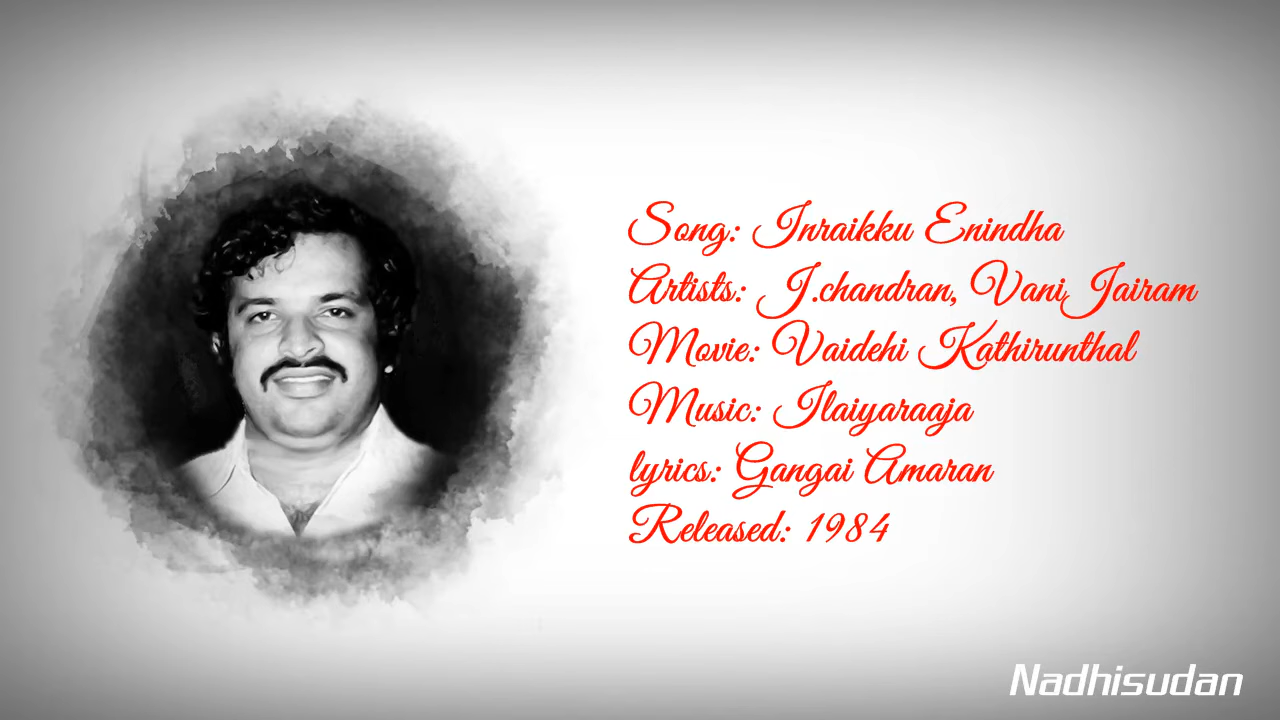 Song: Inraikku Enindha
Artists: J.chandran, Vani Jairam
Movie: Vaidehi Kathirunthal
Music: Ilaiyaraaja
lyrics: Gangai Amaran
Released: 1984
Nadhisudan